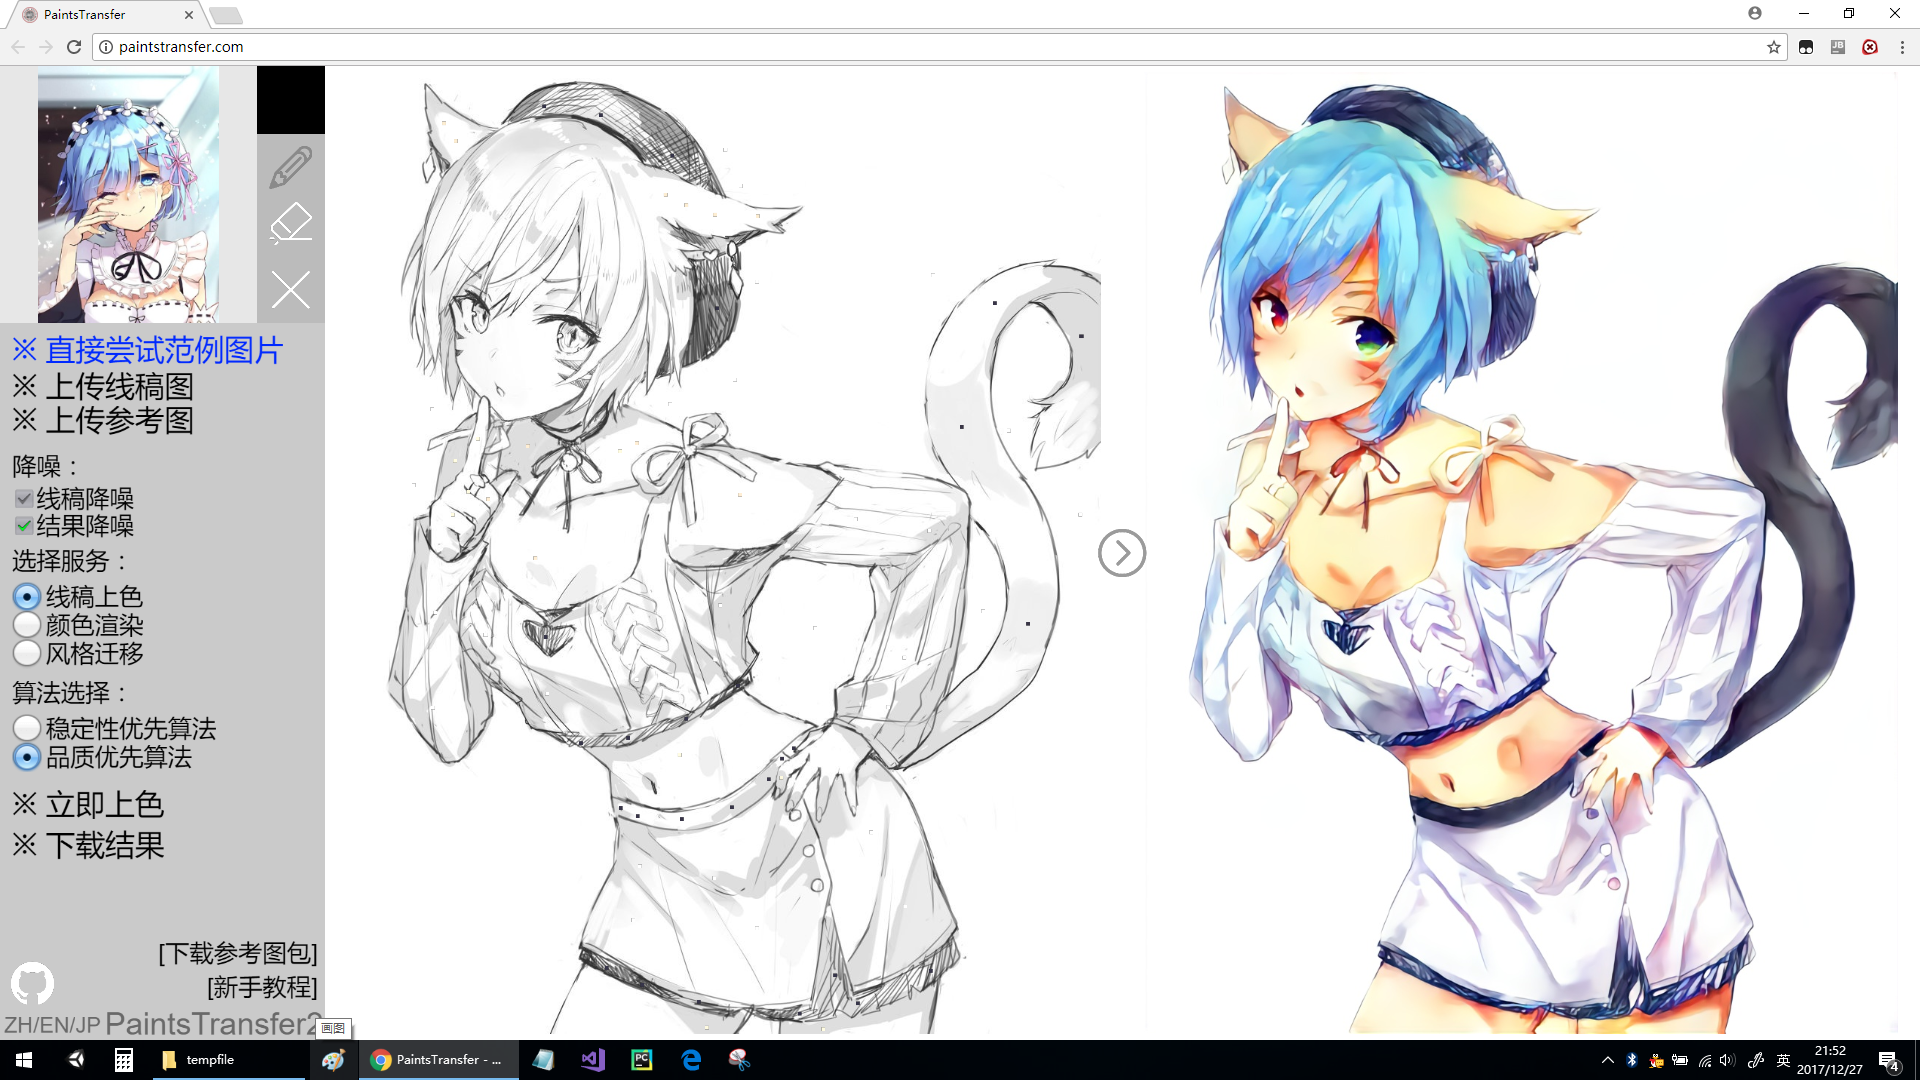 PaintsTransfer
paintstransfer.com
JB
※ 直接尝试范例图片
※ 上传线稿图
※ 上传参考图
降噪：
线稿降噪
结果降噪
选择服务：
线稿上色
颜色渲染
风格迁移
算法选择：
稳定性优先算法
品质优先算法
※ 立即上色
※ 下载结果
[下载参考图包]
[新手教程]
ZH/EN/JP PaintsTransfer2
画图
tempfile
PaintsTransfer - ...
PC
英
21:52
2017/12/27
4